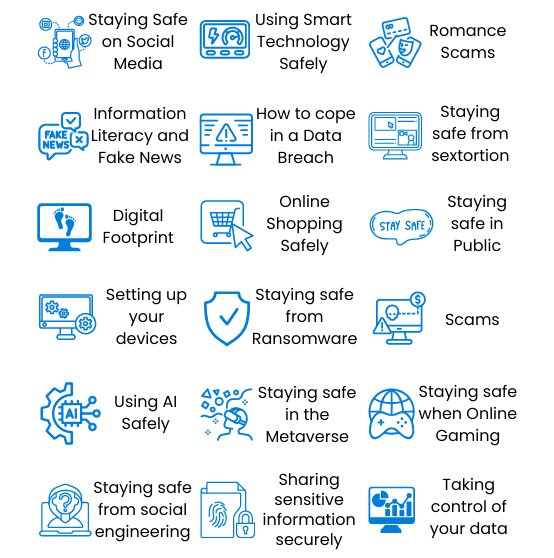 Staying Safe
on Social
Media
Using Smart
Technology
Safely
Romance
Scams
FAKE
NEWS
Information
Literacy and
Fake News
How to cope
in a Data
Breach
Staying
safe from
sextortion
Digital
Footprint
Online
Shopping
Safely
STAY SAFE
Staying
safe in
Public
Setting up
your
devices
Staying safe
from
Ransomware
$
Scams
AI
Using AI
Safely
Staying safe
in the
Metaverse
Staying safe
when Online
Gaming
?
Staying safe
from social
engineering
Sharing
sensitive
information
securely
Taking
control of
your data